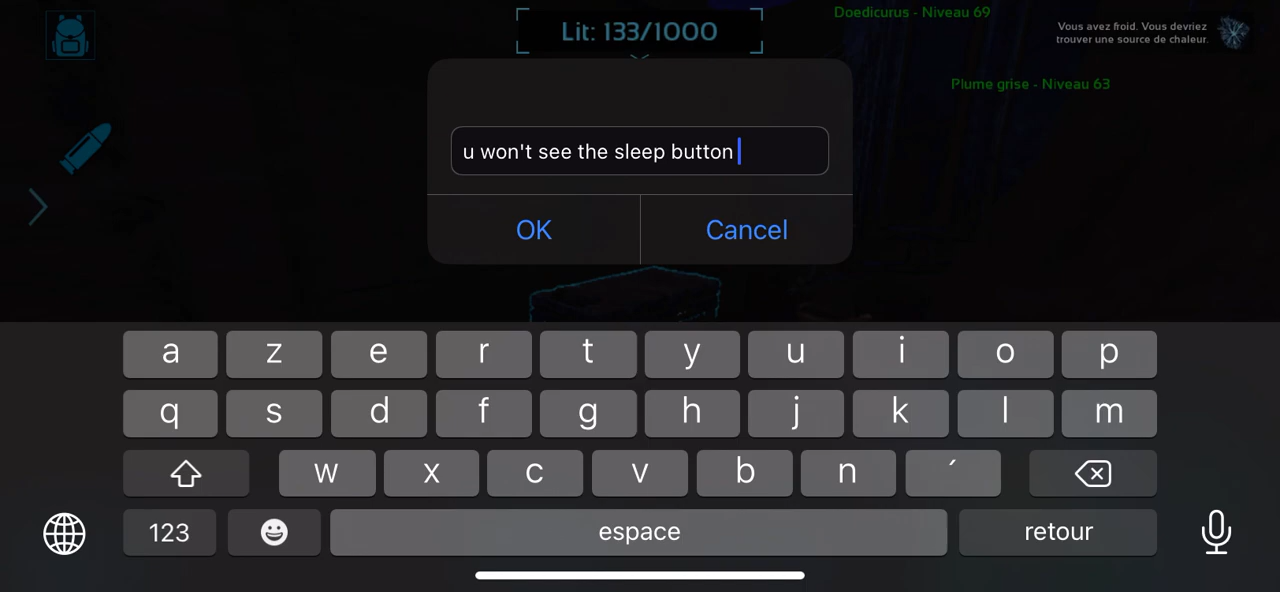 Lit: 133/1000
Doedicurus - Niveau 69
Vous avez froid. Vous devriez
trouver une source de chaleur.
Plume grise - Niveau 63
u won't see the sleep button
OK
Cancel
a z e r t y u i o p
q s d f g h j k l m
w x c v b n ´
123
espace
retour